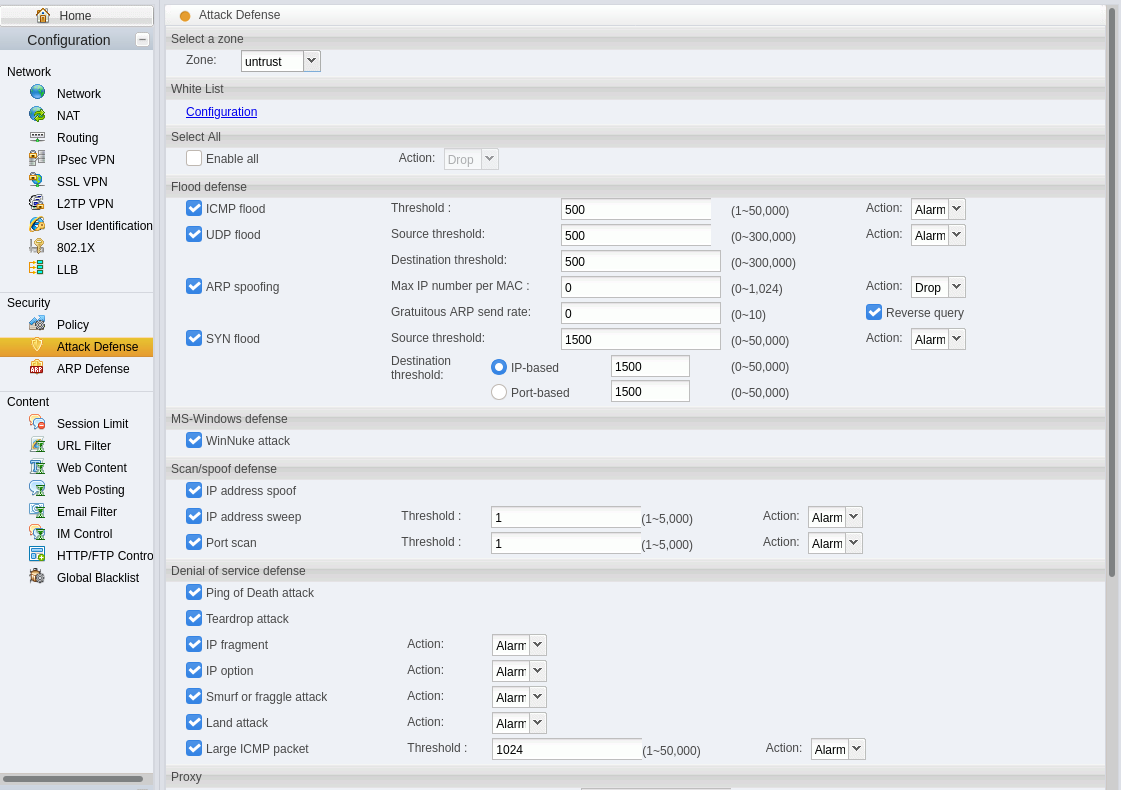 Home
Configuration
Network
Network
NAT
Routing
IPsec VPN
SSL VPN
L2TP VPN
User Identification
802.1X
LLB
Security
Policy
Attack Defense
ARP
ARP Defense
Content
Session Limit
URL Filter
Web Content
Web Posting
Email Filter
IM Control
HTTP/FTP Contro
Global Blacklist
Attack Defense
Select a zone
Zone: untrust
White List
Configuration
Select All
Enable all Action: Drop
Flood defense
ICMP flood Threshold : 500 (1~50,000) Action: Alarm
UDP flood Source threshold: 500 (0~300,000) Action: Alarm
Destination threshold: 500 (0~300,000)
ARP spoofing Max IP number per MAC : 0 (0~1,024) Action: Drop
Gratuitous ARP send rate: 0 (0~10) Reverse query
SYN flood Source threshold: 1500 (0~50,000) Action: Alarm
Destination threshold: IP-based 1500 (0~50,000)
Port-based 1500 (0~50,000)
MS-Windows defense
WinNuke attack
Scan/spoof defense
IP address spoof
IP address sweep Threshold : 1 (1~5,000) Action: Alarm
Port scan Threshold : 1 (1~5,000) Action: Alarm
Denial of service defense
Ping of Death attack
Teardrop attack
IP fragment Action: Alarm
IP option Action: Alarm
Smurf or fraggle attack Action: Alarm
Land attack Action: Alarm
Large ICMP packet Threshold : 1024 (1~50,000) Action: Alarm
Proxy